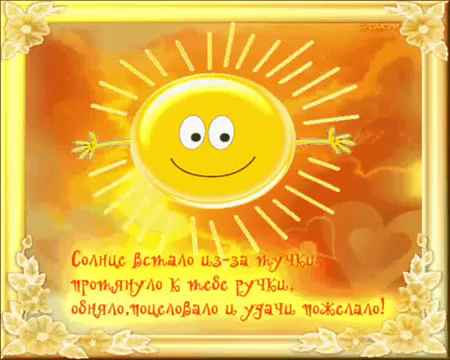 Солнце встало из-за тучки,
протянуло к тебе ручки,
обняло,поцеловало и удачи пожелало!